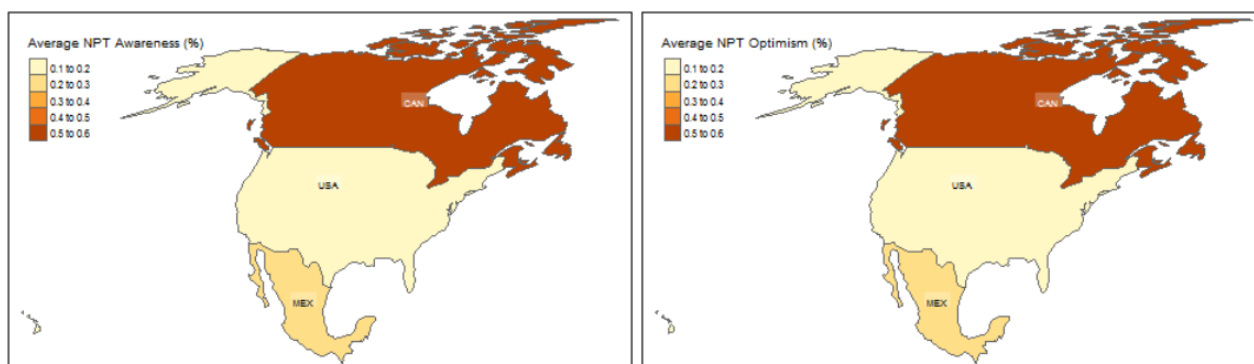 Average NPT Awareness (%)
0.1 to 0.2
0.2 to 0.3
0.3 to 0.4
0.4 to 0.5
0.5 to 0.6
CAN
USA
MEX
Average NPT Optimism (%)
0.1 to 0.2
0.2 to 0.3
0.3 to 0.4
0.4 to 0.5
0.5 to 0.6
CAN
USA
MEX